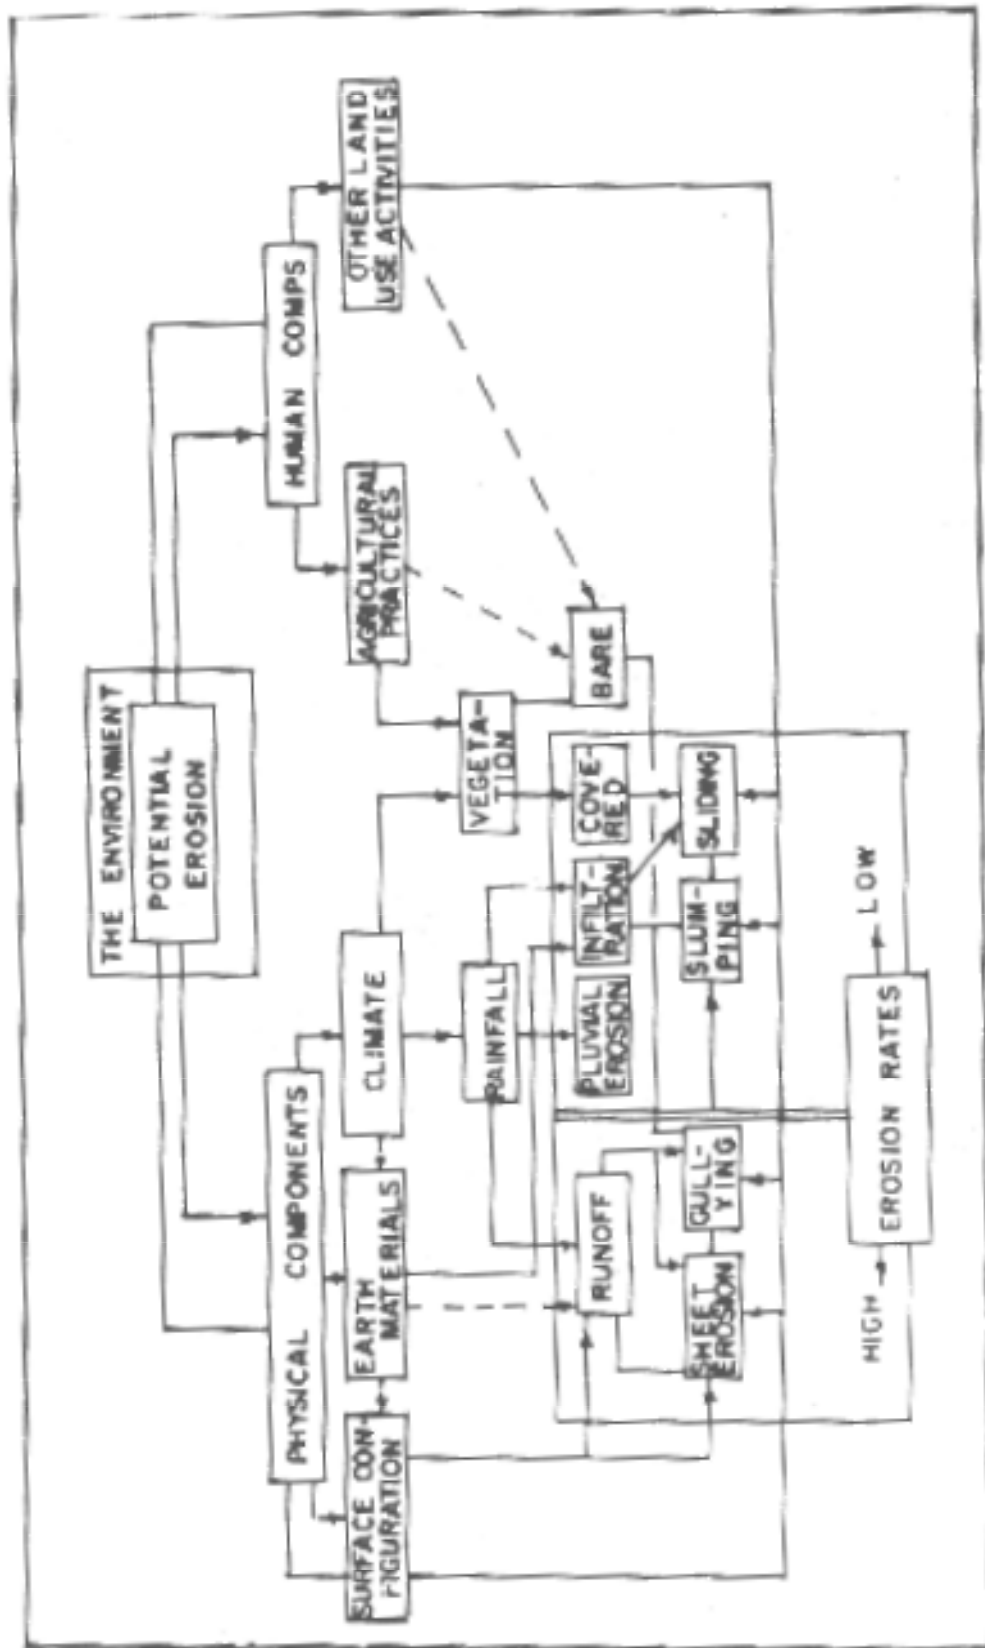 THE ENVIRONMENT
POTENTIAL
EROSION
PHYSICAL COMPONENTS
HUMAN COMPS
SURFACE CON-
FIGURATION
EARTH
MATERIALS
CLIMATE
AGRICULTURAL
PRACTICES
OTHER LAND
USE ACTIVITIES
RAINFALL
VEGETA-
TION
RUNOFF
PLUVIAL
EROSION
INFILT-
RATION
COVE-
RED
BARE
SHEET
EROSION
GULL-
YING
SLUM-
PING
SLIDING
HIGH
EROSION RATES
LOW